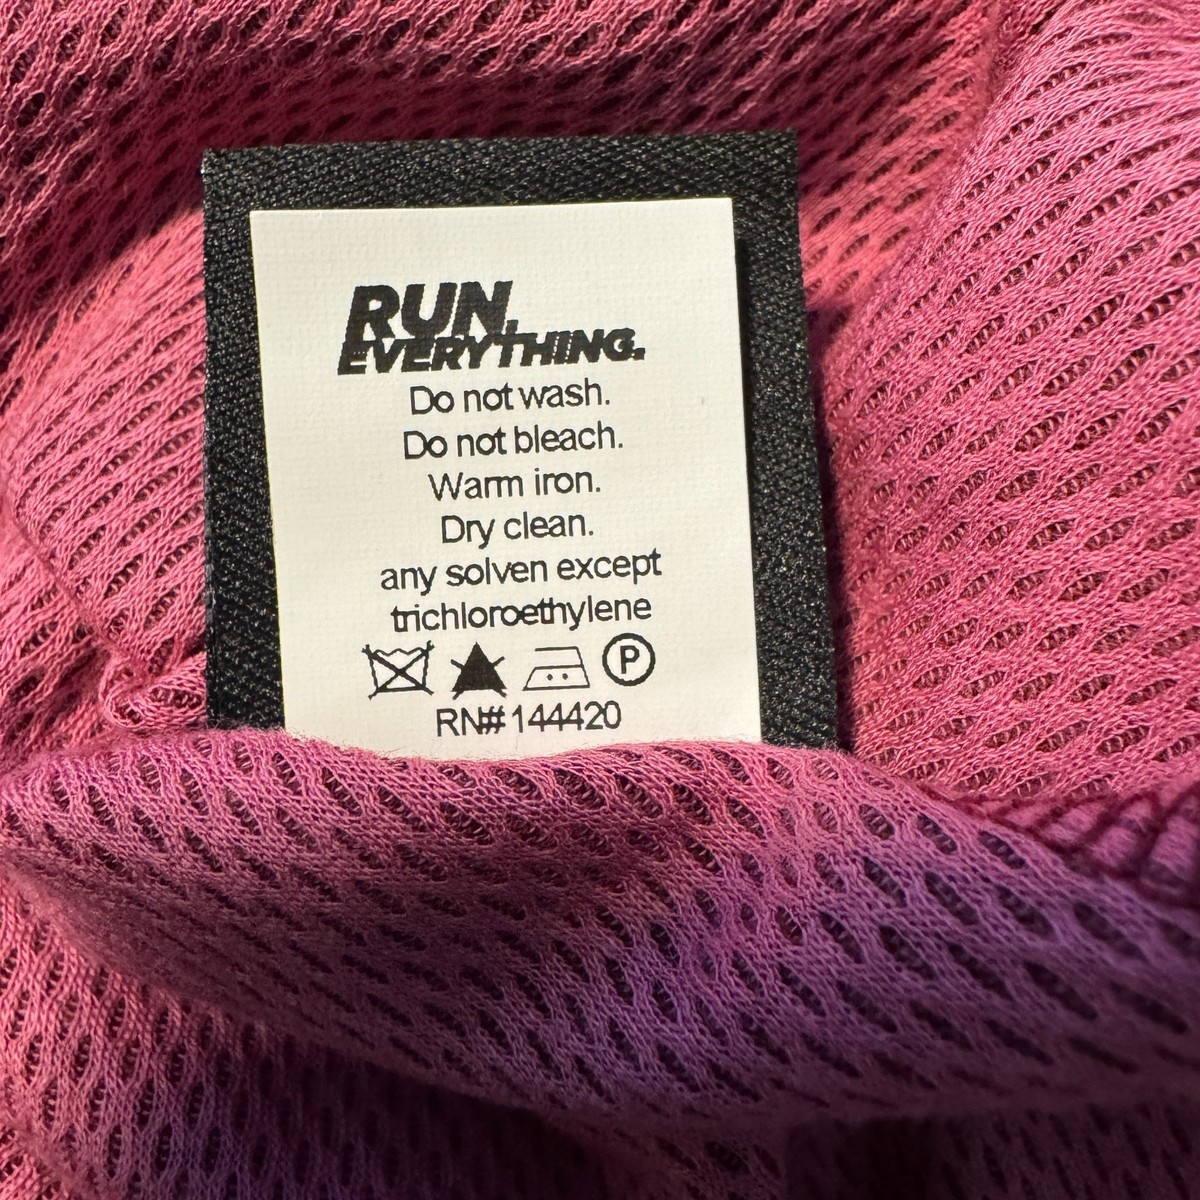 RUN.
EVERYTHING.
Do not wash.
Do not bleach.
Warm iron.
Dry clean.
any solven except
trichloroethylene
P
RN# 144420